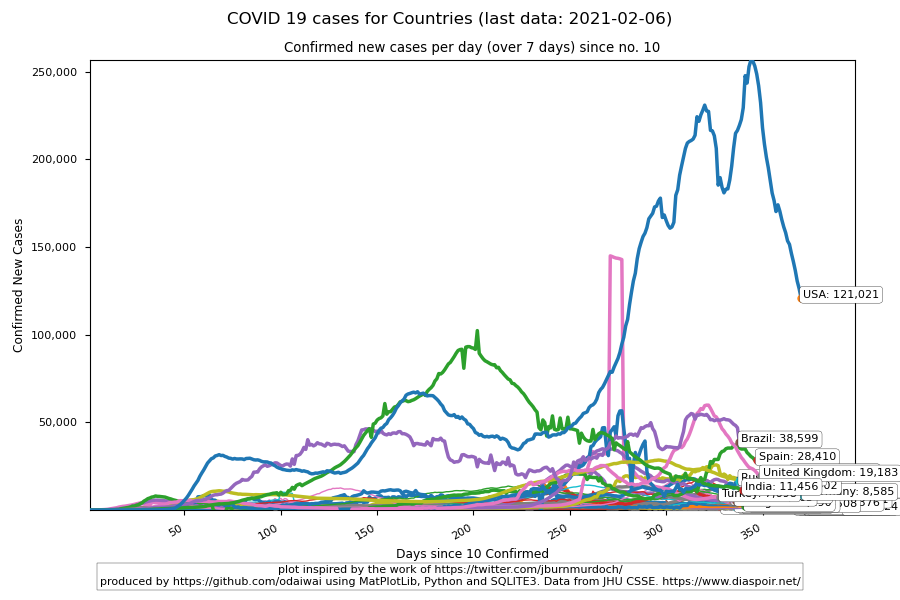 COVID 19 cases for Countries (last data: 2021-02-06)
Confirmed new cases per day (over 7 days) since no. 10
250,000
200,000
150,000
100,000
50,000
Confirmed New Cases
USA: 121,021
Brazil: 38,599
Spain: 28,410
United Kingdom: 19,183
India: 11,456
8,585
50
100
150
200
250
300
350
Days since 10 Confirmed
plot inspired by the work of https://twitter.com/jburnmurdoch/
produced by https://github.com/odaiwai using MatPlotLib, Python and SQLITE3. Data from JHU CSSE. https://www.diaspoir.net/